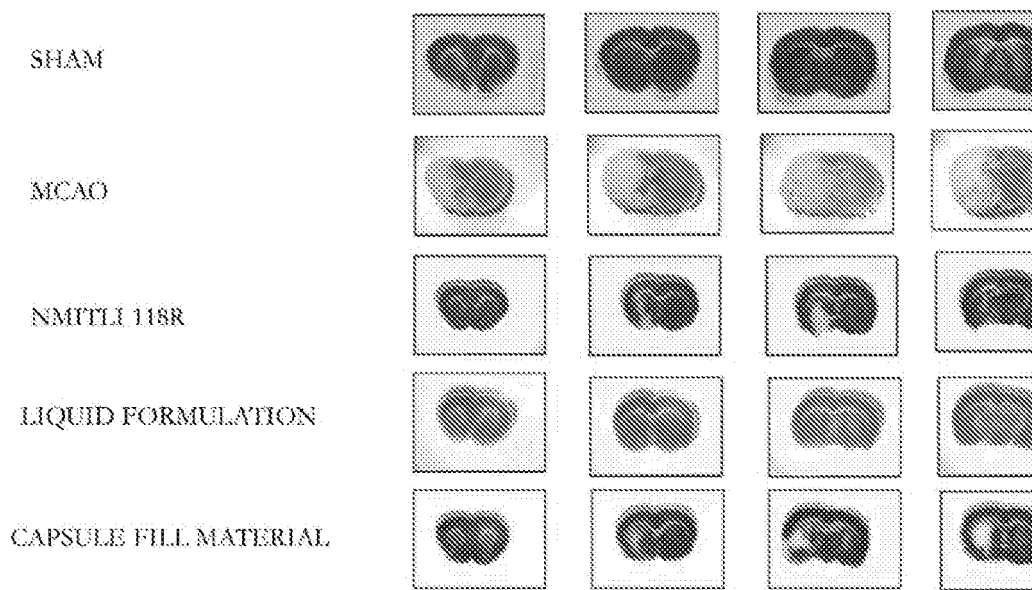 SHAM
MCAO
NMITLI 118R
LIQUID FORMULATION
CAPSULE FILL MATERIAL